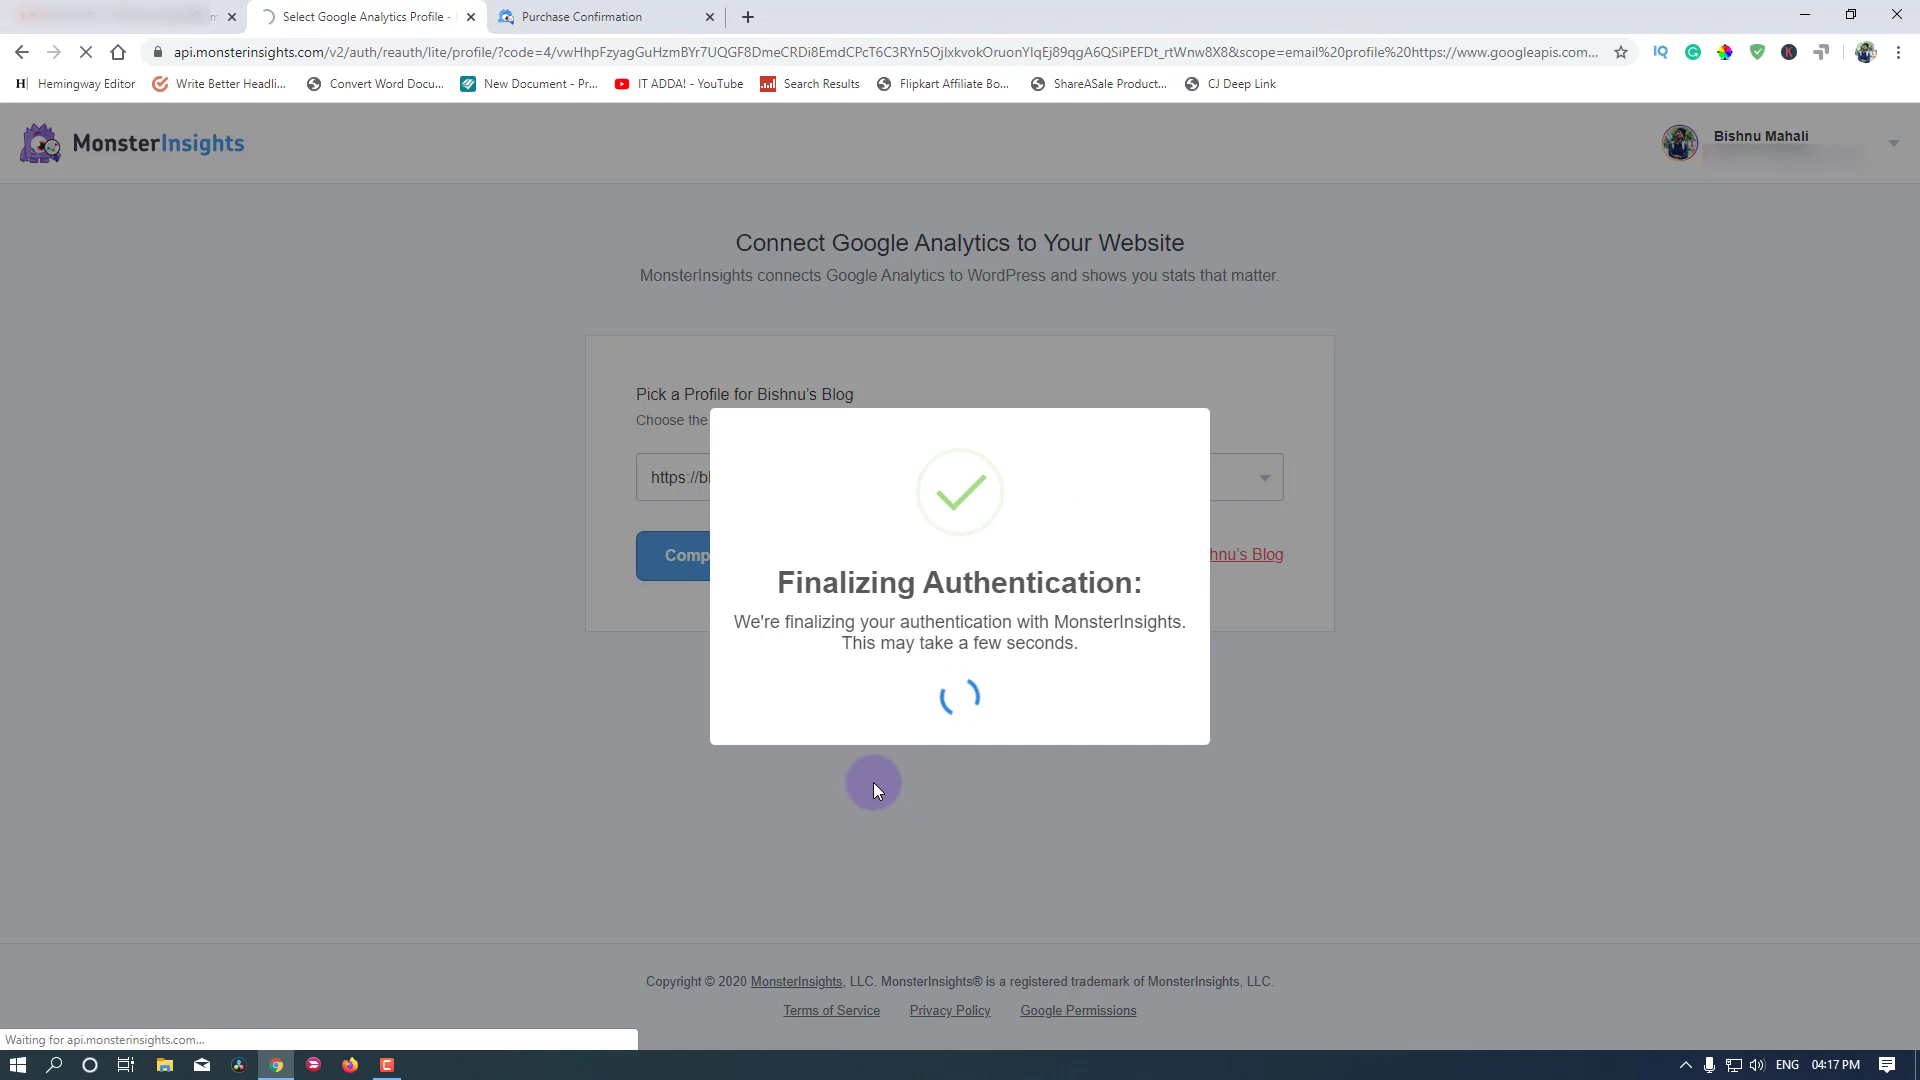 Select Google Analytics Profile -
Purchase Confirmation
api.monsterinsights.com/v2/auth/reauth/lite/profile/?code=4/vwHhpFzyagGuHzmBYr7UQGF8DmeCRDi8EmdCPcT6C3RYn5OjIxkvokOruonYlqEj89qgA6QSiPEFDt_rtWnw8X8&scope=email%20profile%20https://www.googleapis.com...
Hemingway Editor
Write Better Headli...
Convert Word Docu...
New Document - Pr...
IT ADDA! - YouTube
Search Results
Flipkart Affiliate Bo...
ShareASale Product...
CJ Deep Link
MonsterInsights
Bishnu Mahali
Connect Google Analytics to Your Website
MonsterInsights connects Google Analytics to WordPress and shows you stats that matter.
Pick a Profile for Bishnu's Blog
Choose the
https://bl
Comp
hnu's Blog
Finalizing Authentication:
We're finalizing your authentication with MonsterInsights.
This may take a few seconds.
Copyright © 2020 MonsterInsights, LLC. MonsterInsights® is a registered trademark of MonsterInsights, LLC.
Terms of Service Privacy Policy Google Permissions
Waiting for api.monsterinsights.com...
ENG 04:17 PM